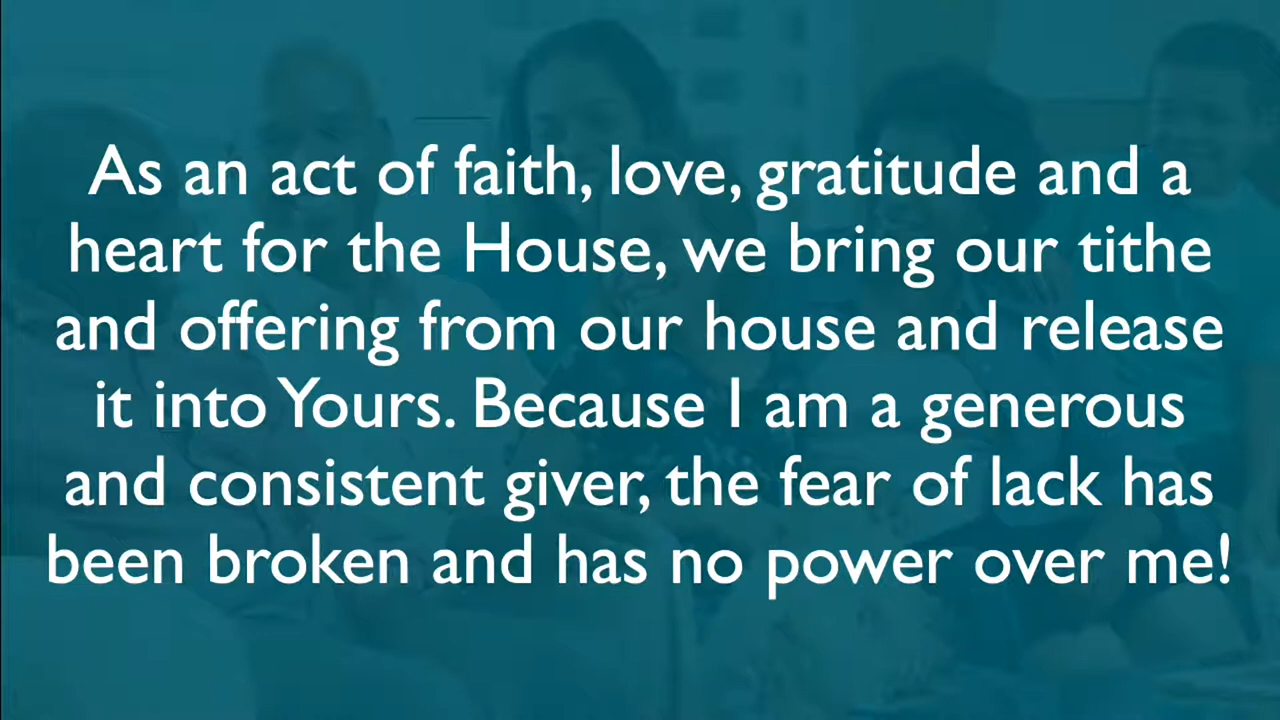 As an act of faith, love, gratitude and a
heart for the House, we bring our tithe
and offering from our house and release
it into Yours. Because I am a generous
and consistent giver, the fear of lack has
been broken and has no power over me!